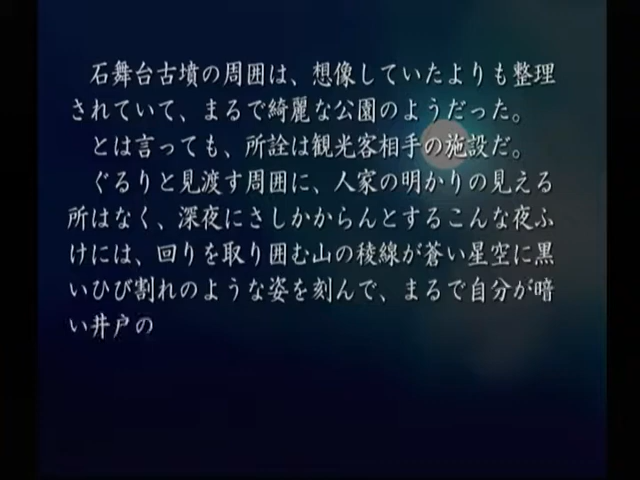 石舞台古墳の周囲は、想像していたよりも整理
されていて、まるで綺麗な公園のようだった。
とは言っても、所詮は観光客相手の施設だ。
ぐるりと見渡す周囲に、人家の明かりの見える
所はなく、深夜にさしかからんとするこんな夜ふ
けには、回りを取り囲む山の稜線が蒼い星空に黒
いひび割れのような姿を刻んで、まるで自分が暗
い井戸の